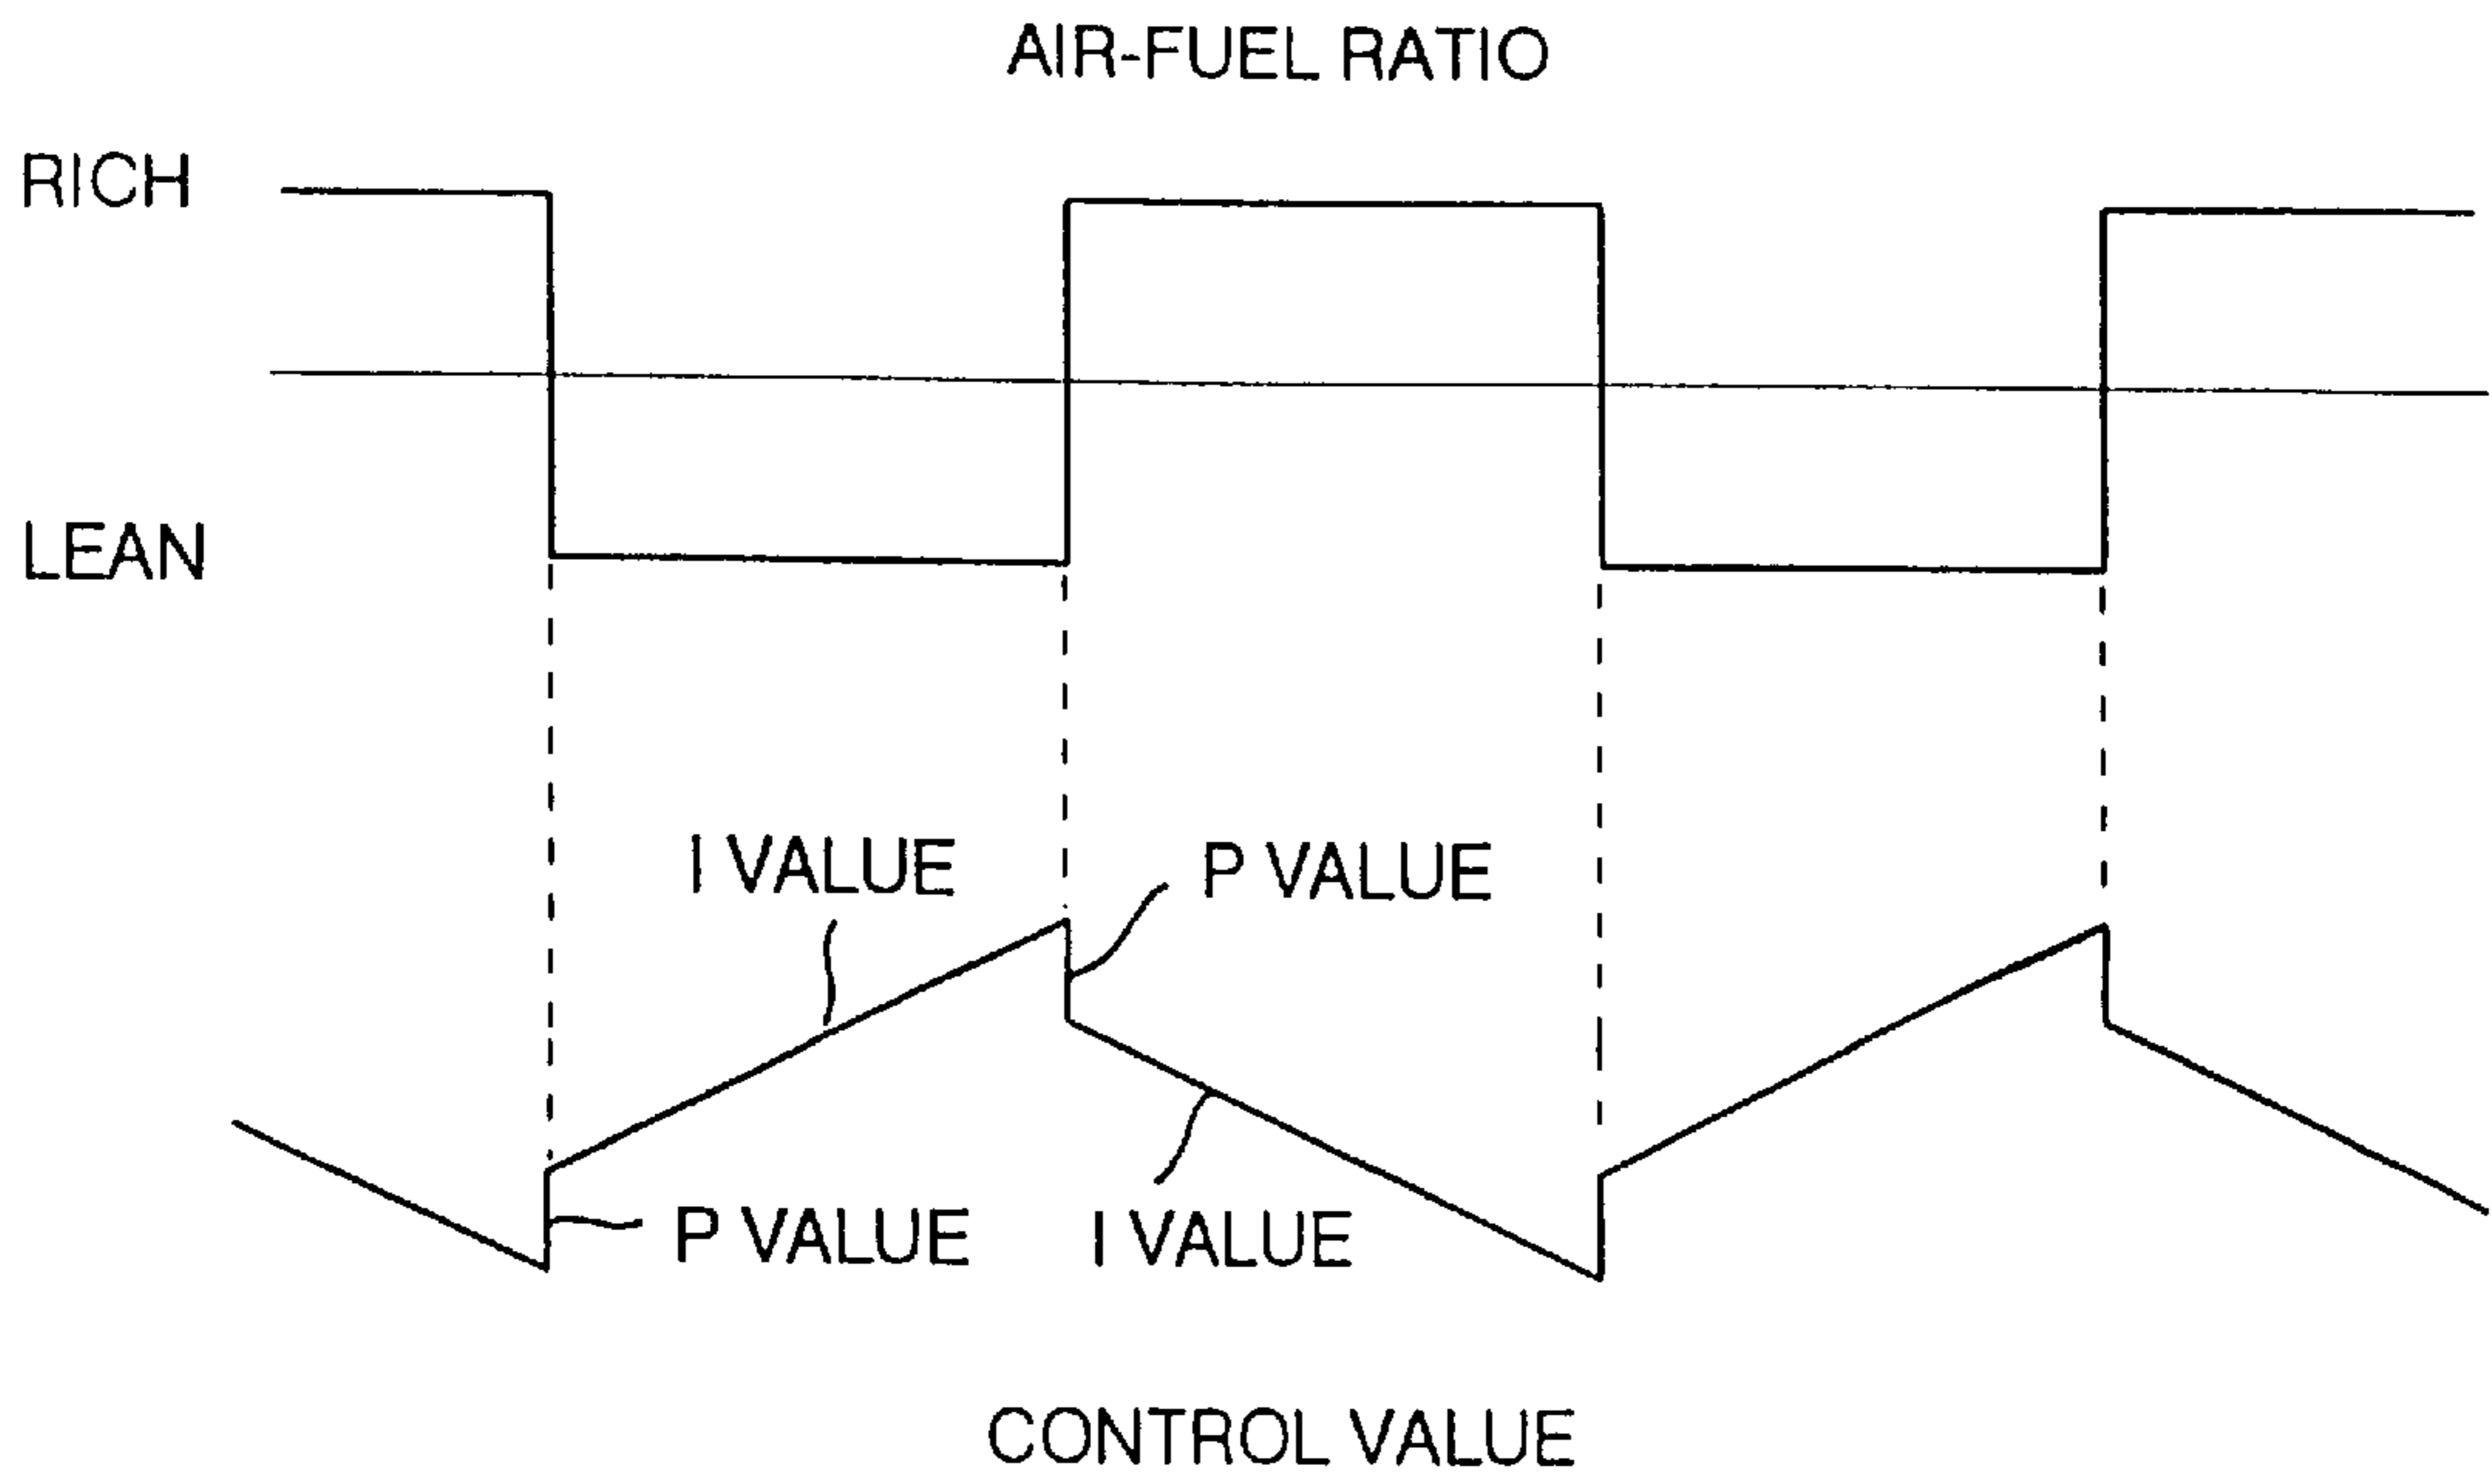 AIR-FUEL RATIO
RICH
LEAN
I VALUE
P VALUE
P VALUE
I VALUE
CONTROL VALUE